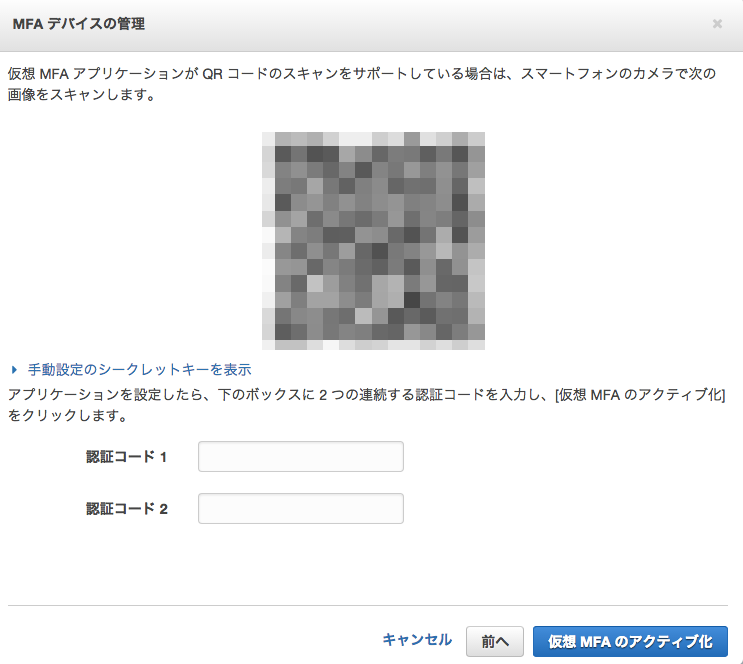 MFA デバイスの管理
×
仮想 MFA アプリケーションが QR コードのスキャンをサポートしている場合は、スマートフォンのカメラで次の
画像をスキャンします。
手動設定のシークレットキーを表示
アプリケーションを設定したら、下のボックスに 2 つの連続する認証コードを入力し、[仮想 MFA のアクティブ化]
をクリックします。
認証コード 1
認証コード 2
キャンセル 前へ 仮想 MFA のアクティブ化